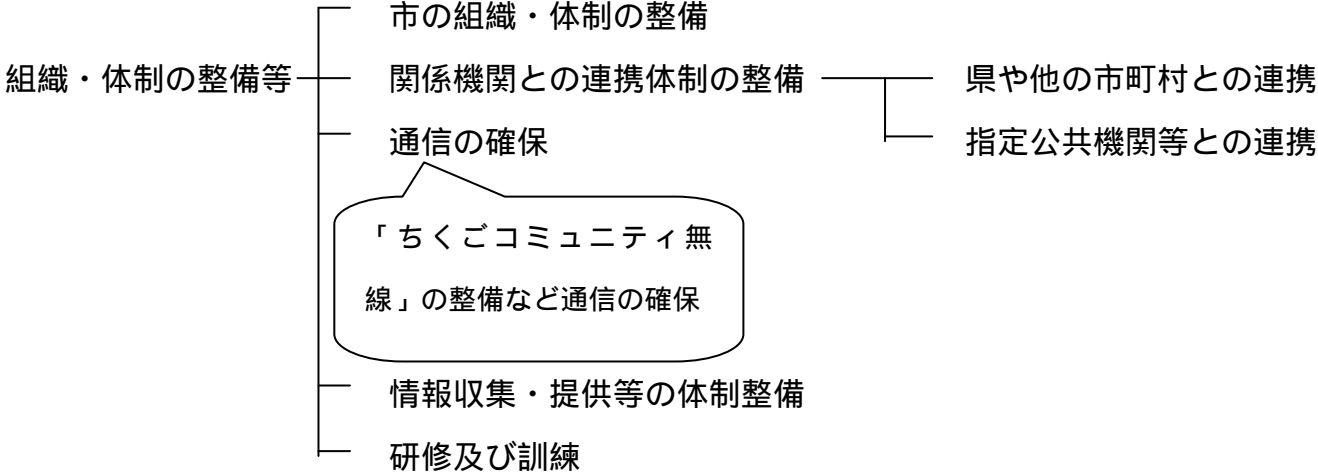 市の組織・体制の整備
組織・体制の整備等
関係機関との連携体制の整備
県や他の市町村との連携
通信の確保
指定公共機関等との連携
「ちくごコミュニティ無
線」の整備など通信の確保
情報収集・提供等の体制整備
研修及び訓練